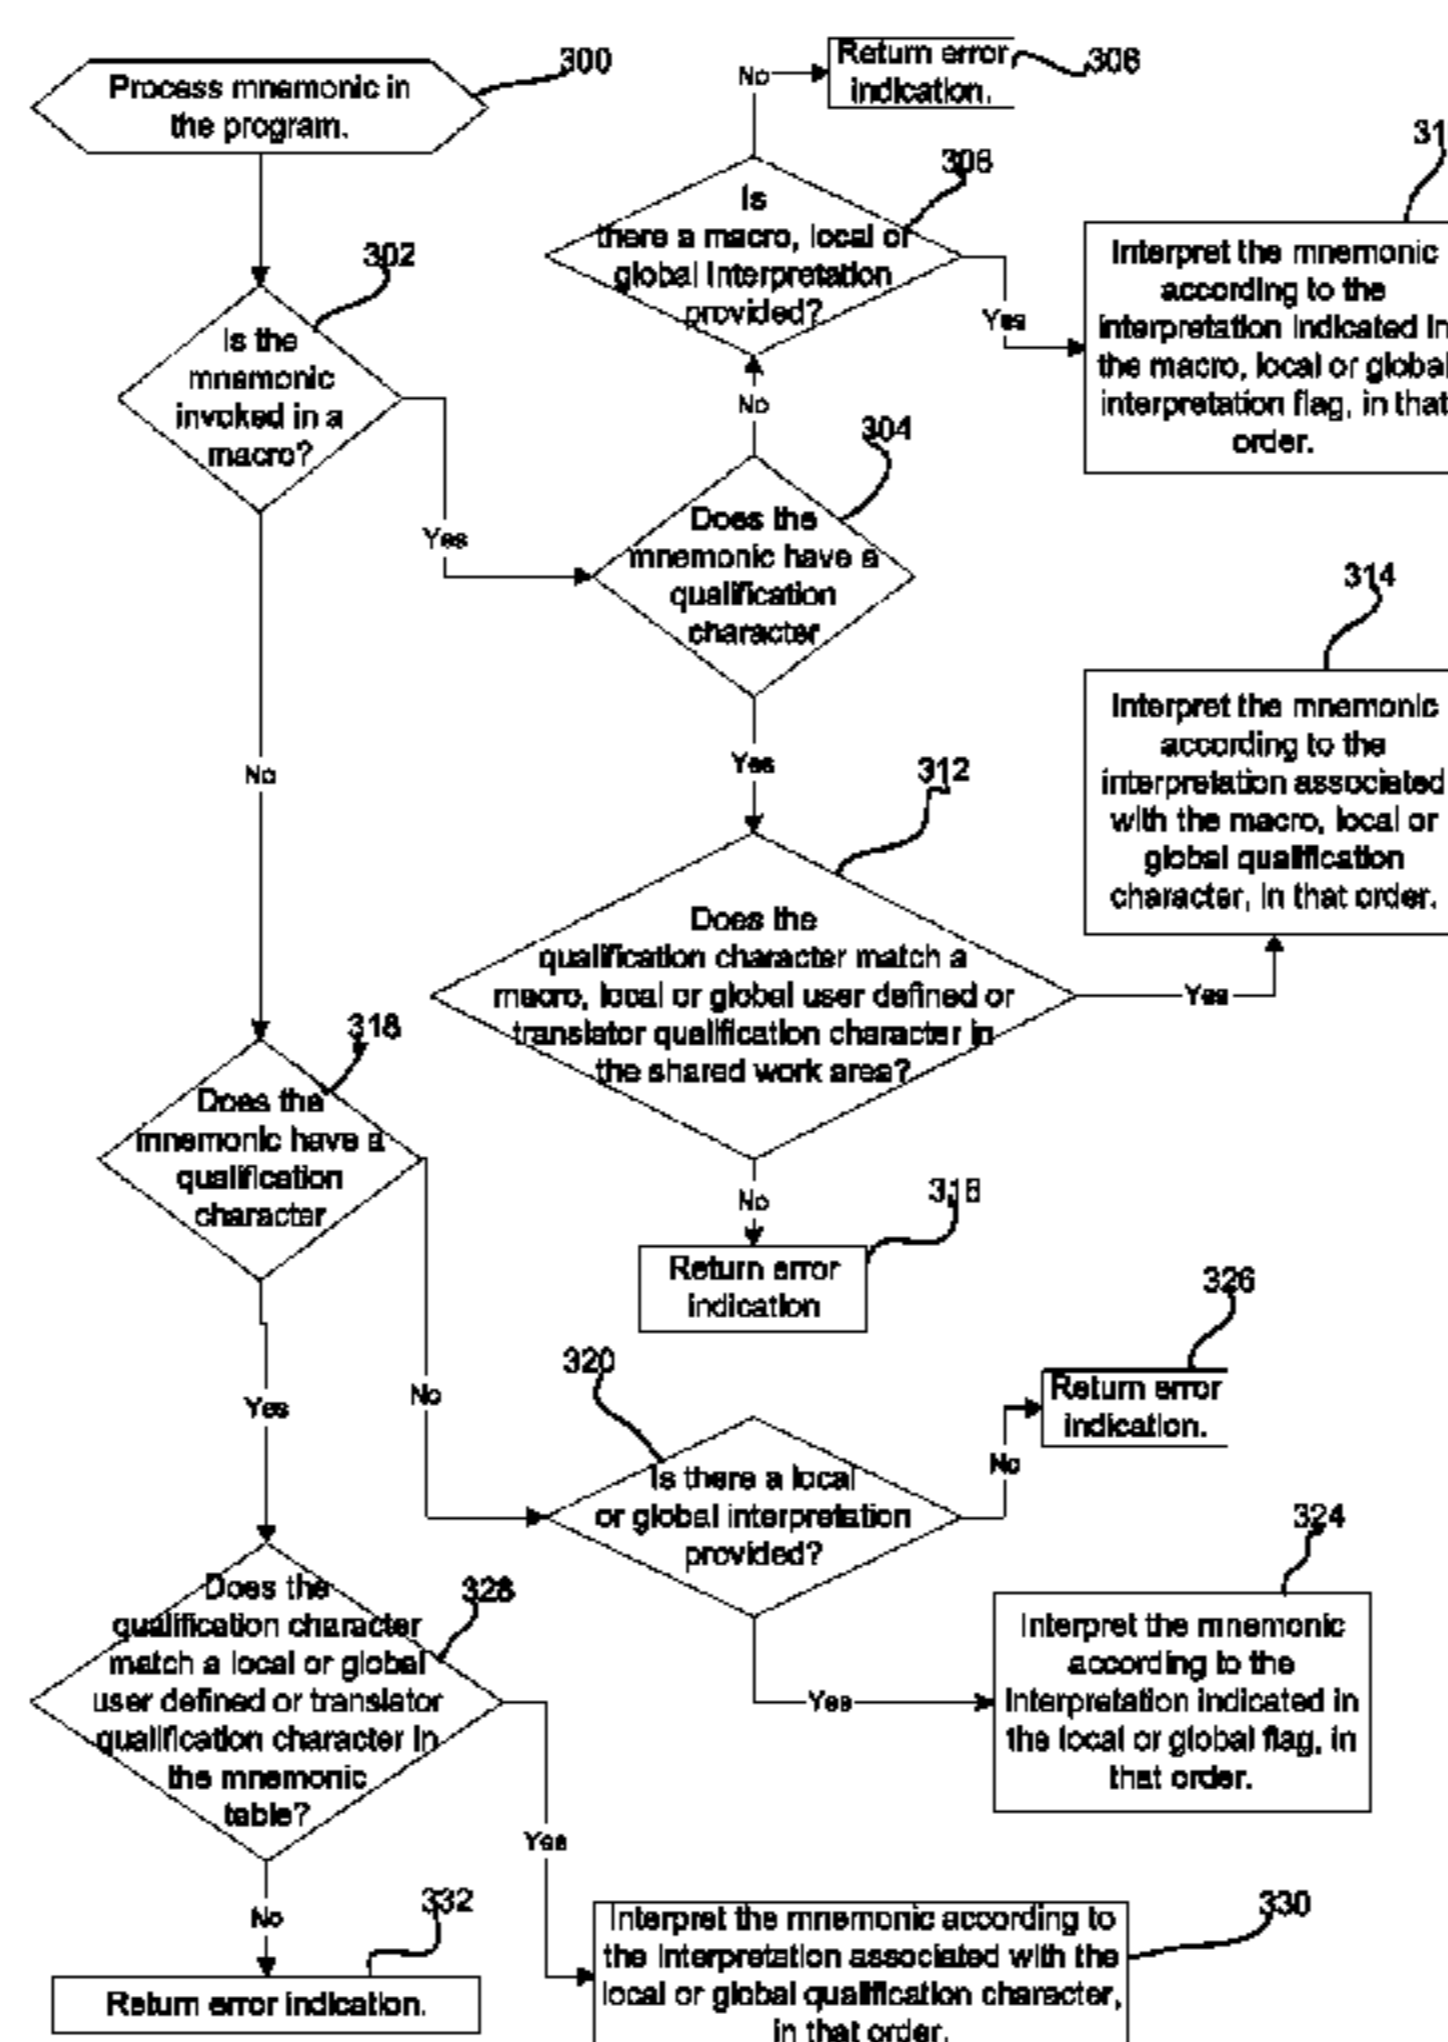 300
Process mnemonic in
the program.
302
Is the
mnemonic
invoked in a
macro?
Yes
No
304
Does the
mnemonic have a
qualification
character
No
Yes
306
Is
there a macro, local or
global interpretation
provided?
No
Return error
indication.
308
Yes
31
Interpret the mnemonic
according to the
interpretation indicated in
the macro, local or global
interpretation flag, in that
order.
312
Does the
qualification character match a
macro, local or global user defined or
translator qualification character in
the shared work area?
Yes
314
Interpret the mnemonic
according to the
interpretation associated
with the macro, local or
global qualification
character, in that order.
No
316
Return error
indication
318
Does the
mnemonic have a
qualification
character
Yes
No
320
Is there a local
or global interpretation
provided?
No
326
Return error
indication.
Yes
324
Interpret the mnemonic
according to the
interpretation indicated in
the local or global flag, in
that order.
328
Does the
qualification character
match a local or global
user defined or translator
qualification character in
the mnemonic
table?
Yes
330
Interpret the mnemonic according to
the interpretation associated with the
local or global qualification character,
in that order.
No
332
Return error indication.